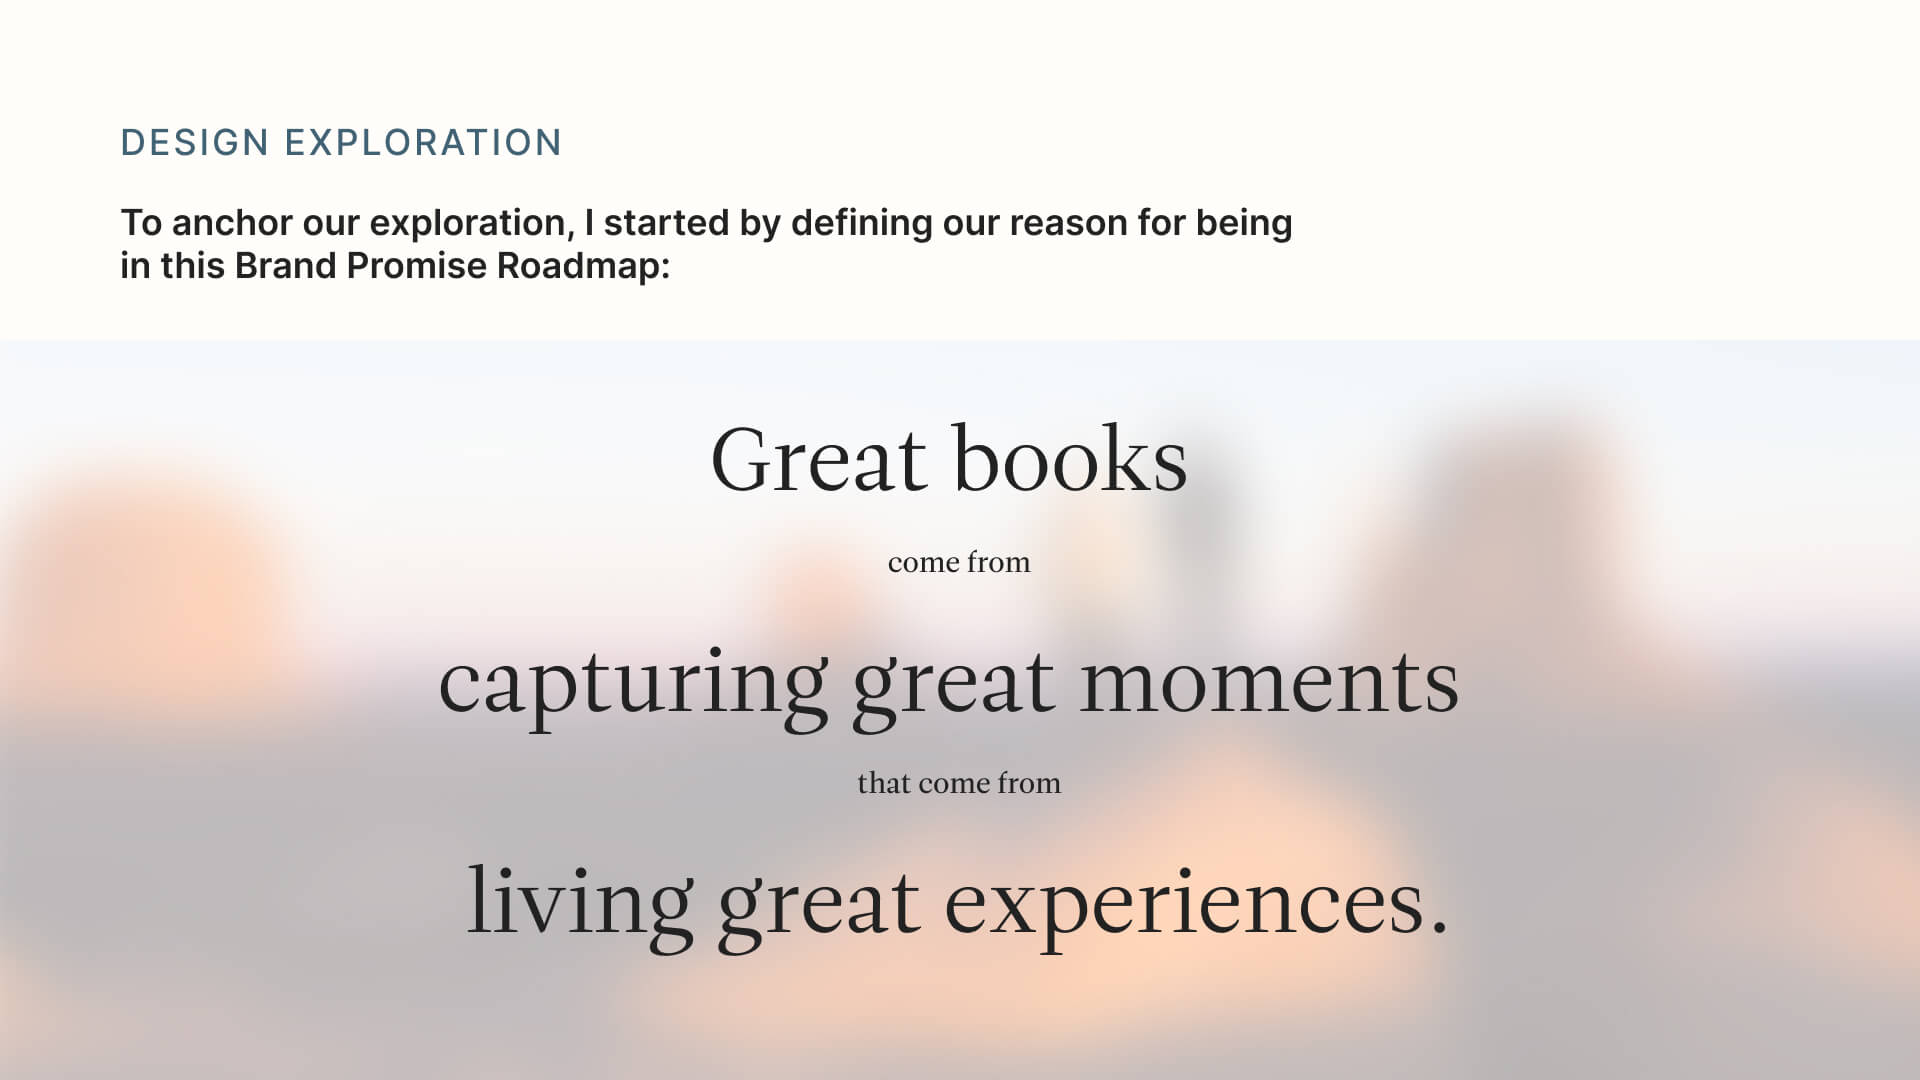 DESIGN EXPLORATION
To anchor our exploration, I started by defining our reason for being
in this Brand Promise Roadmap:
Great books
come from
capturing great moments
that come from
living great experiences.